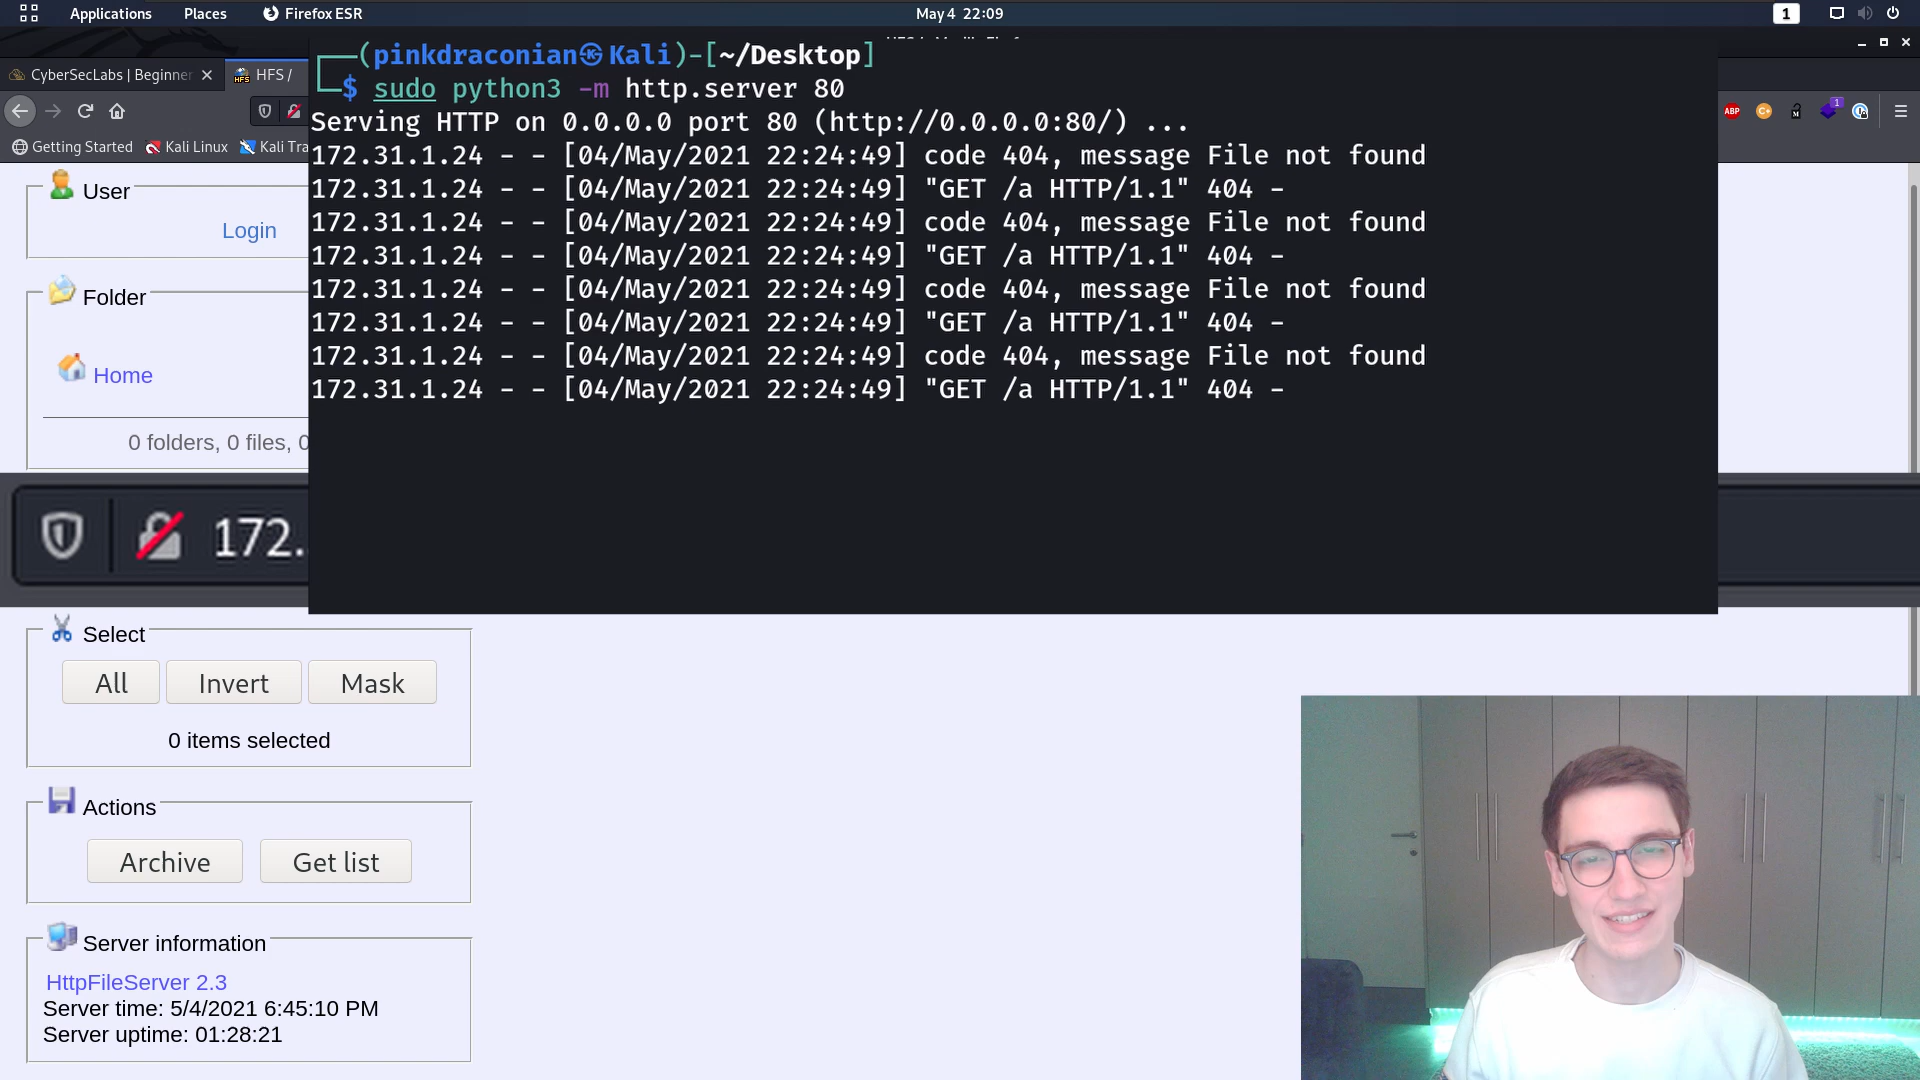 Applications Places Firefox ESR May 4 22:09 1
CyberSecLabs | Beginner HFS /
Getting Started Kali Linux Kali Tra
ABP
1
┌──(pinkdraconian㉿Kali)-[~/Desktop]
└─$ sudo python3 -m http.server 80
Serving HTTP on 0.0.0.0 port 80 (http://0.0.0.0:80/) ...
172.31.1.24 - - [04/May/2021 22:24:49] code 404, message File not found
172.31.1.24 - - [04/May/2021 22:24:49] "GET /a HTTP/1.1" 404 -
172.31.1.24 - - [04/May/2021 22:24:49] code 404, message File not found
172.31.1.24 - - [04/May/2021 22:24:49] "GET /a HTTP/1.1" 404 -
172.31.1.24 - - [04/May/2021 22:24:49] code 404, message File not found
172.31.1.24 - - [04/May/2021 22:24:49] "GET /a HTTP/1.1" 404 -
172.31.1.24 - - [04/May/2021 22:24:49] code 404, message File not found
172.31.1.24 - - [04/May/2021 22:24:49] "GET /a HTTP/1.1" 404 -
User
Login
Folder
Home
0 folders, 0 files, 0
172.
Select
All Invert Mask
0 items selected
Actions
Archive Get list
Server information
HttpFileServer 2.3
Server time: 5/4/2021 6:45:10 PM
Server uptime: 01:28:21